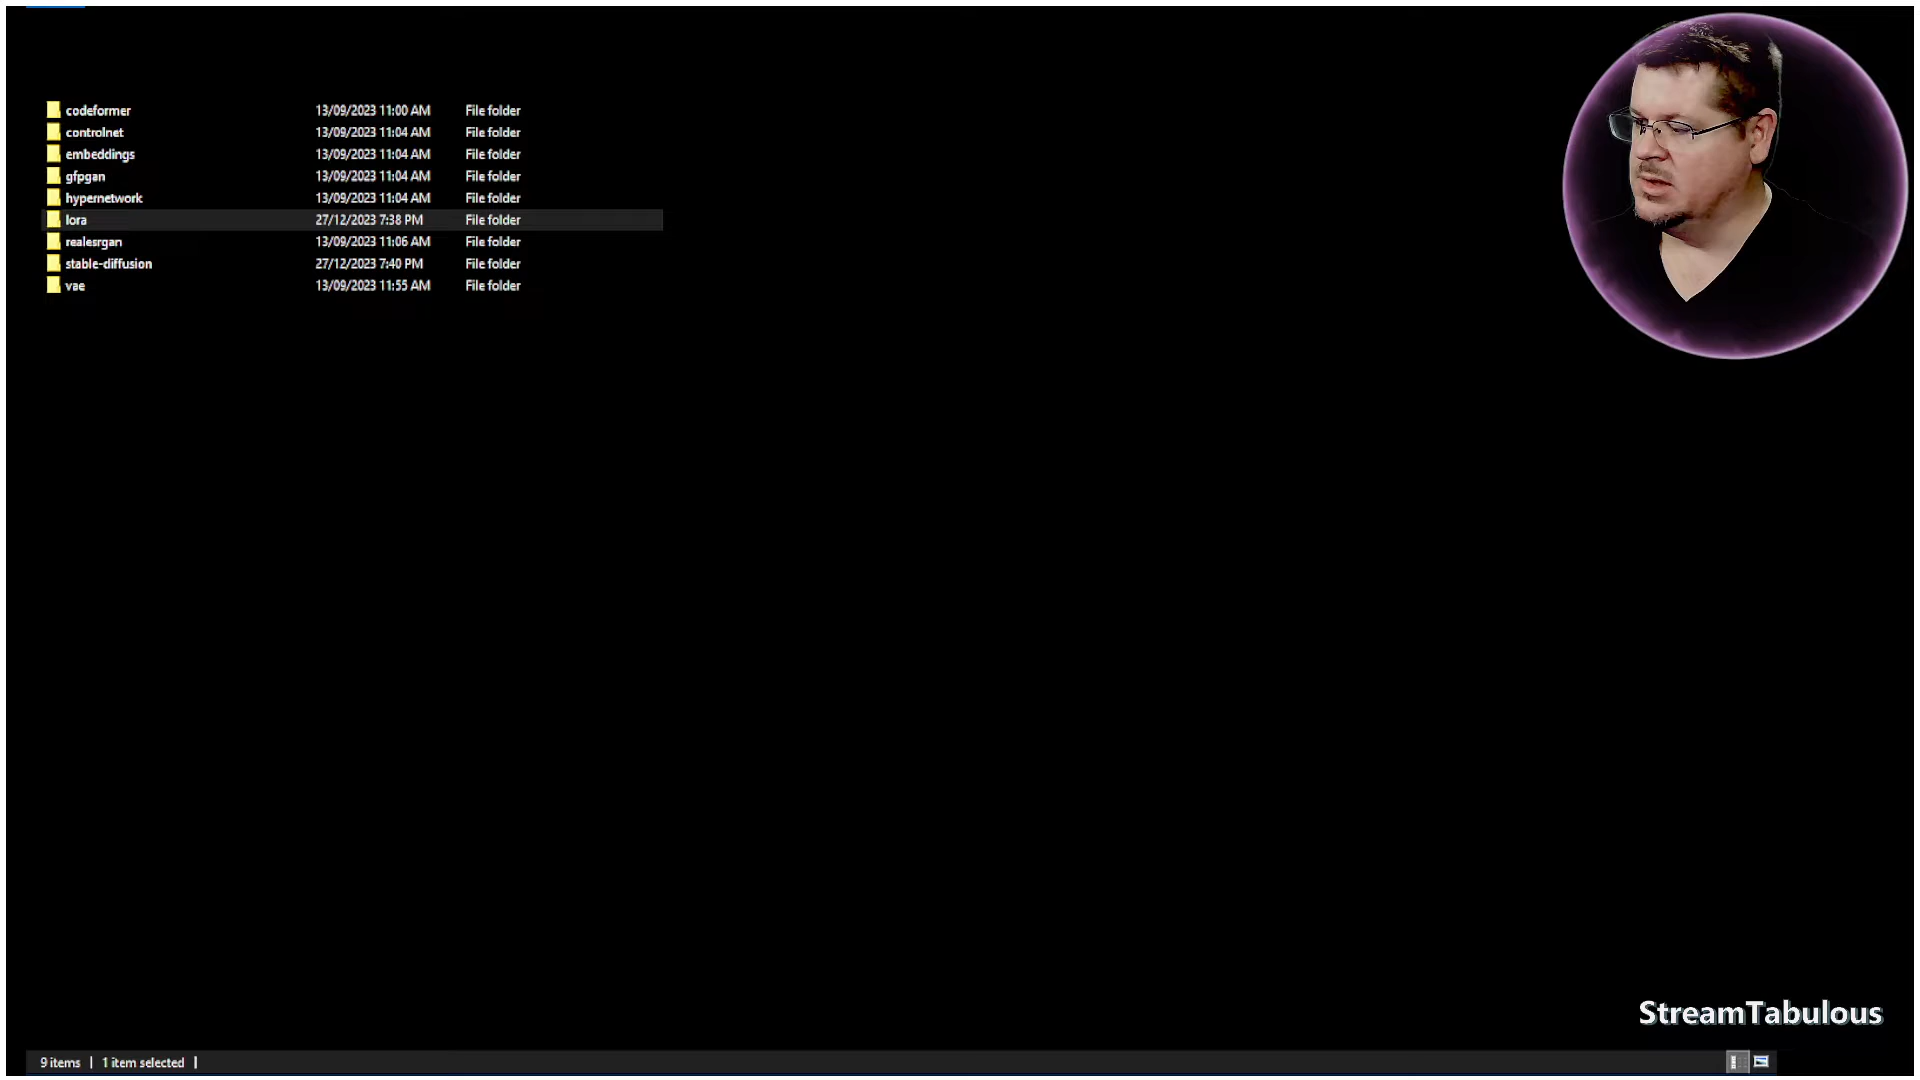 codeformer 13/09/2023 11:00 AM File folder
controlnet 13/09/2023 11:04 AM File folder
embeddings 13/09/2023 11:04 AM File folder
gfpgan 13/09/2023 11:04 AM File folder
hypernetwork 13/09/2023 11:04 AM File folder
lora 27/12/2023 7:38 PM File folder
realesrgan 13/09/2023 11:06 AM File folder
stable-diffusion 27/12/2023 7:40 PM File folder
vae 13/09/2023 11:55 AM File folder
StreamTabulous
9 items | 1 item selected |